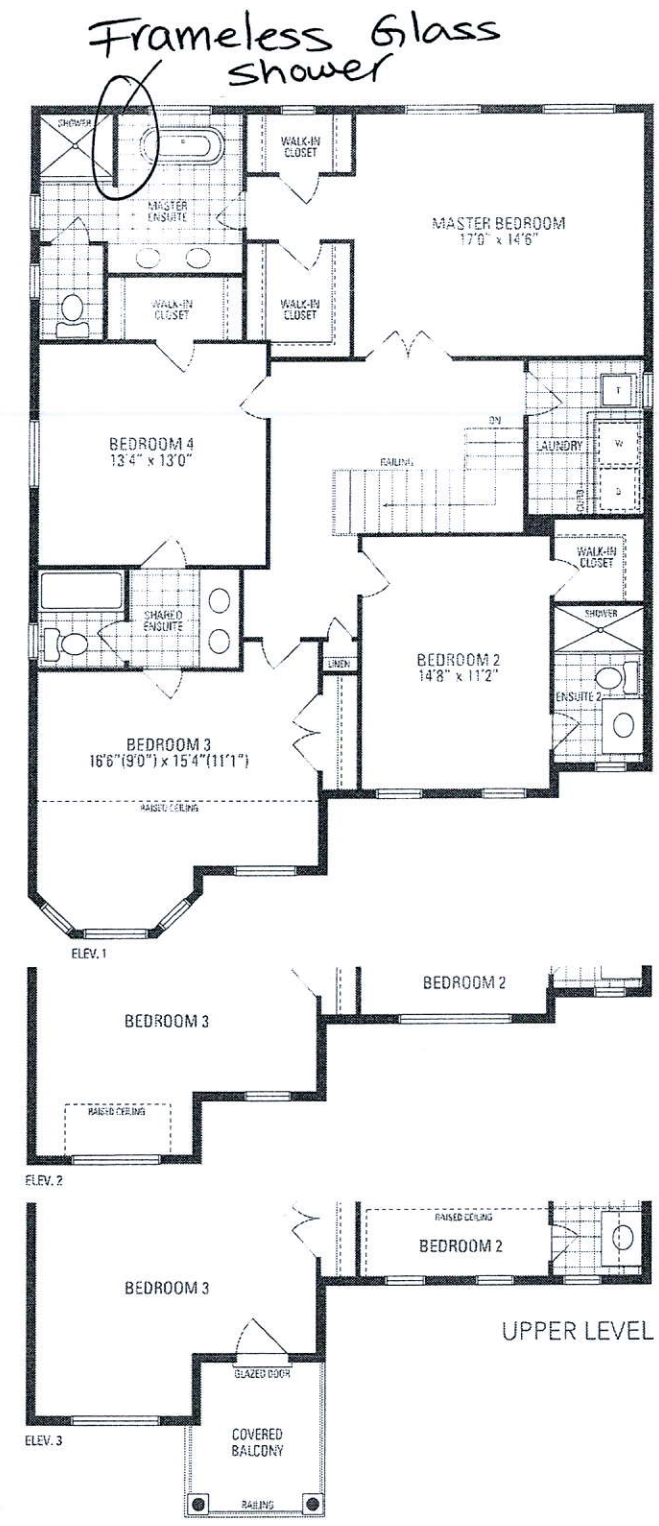 Frameless Glass
shower
SHOWER
WALK-IN
CLOSET
MASTER
ENSUITE
MASTER BEDROOM
17'0" x 14'6"
WALK-IN
CLOSET
WALK-IN
CLOSET
BEDROOM 4
13'4" x 13'0"
DN
RAILING
LAUNDRY
T
W
D
CURB
WALK-IN
CLOSET
SHARED
ENSUITE
LINEN
BEDROOM 2
14'8" x 11'2"
SHOWER
ENSUITE 2
BEDROOM 3
16'6"(9'0") x 15'4"(11'1")
RAISED CEILING
ELEV. 1
BEDROOM 3
BEDROOM 2
RAISED CEILING
ELEV. 2
BEDROOM 3
RAISED CEILING
BEDROOM 2
UPPER LEVEL
GLAZED DOOR
ELEV. 3
COVERED
BALCONY
RAILING